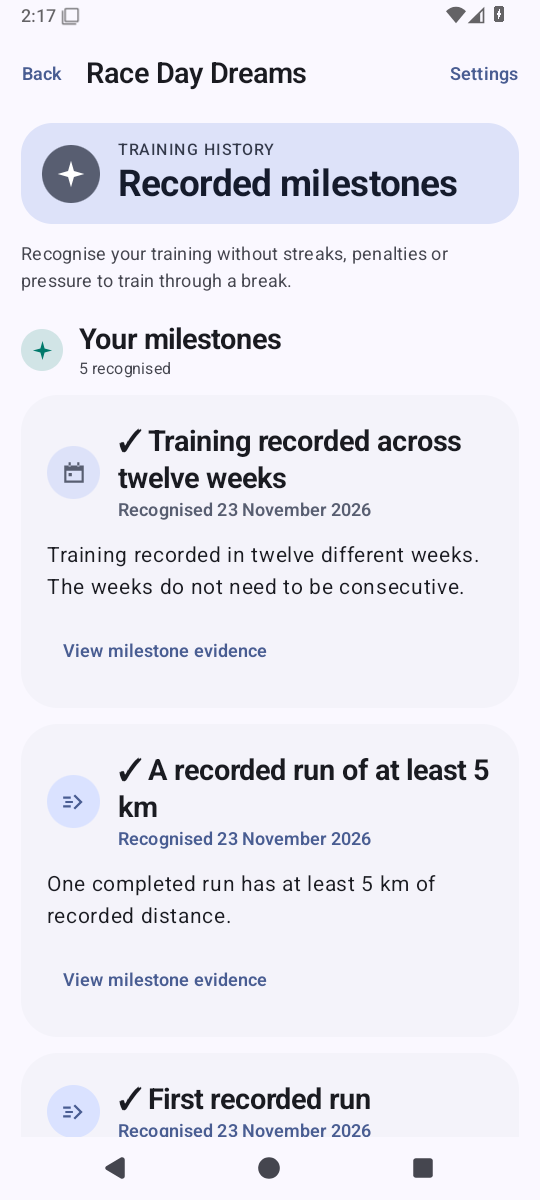 2:17
Back Race Day Dreams Settings
TRAINING HISTORY
Recorded milestones
Recognise your training without streaks, penalties or
pressure to train through a break.
Your milestones
5 recognised
✓ Training recorded across
twelve weeks
Recognised 23 November 2026
Training recorded in twelve different weeks.
The weeks do not need to be consecutive.
View milestone evidence
✓ A recorded run of at least 5
km
Recognised 23 November 2026
One completed run has at least 5 km of
recorded distance.
View milestone evidence
✓ First recorded run
Recognised 23 November 2026